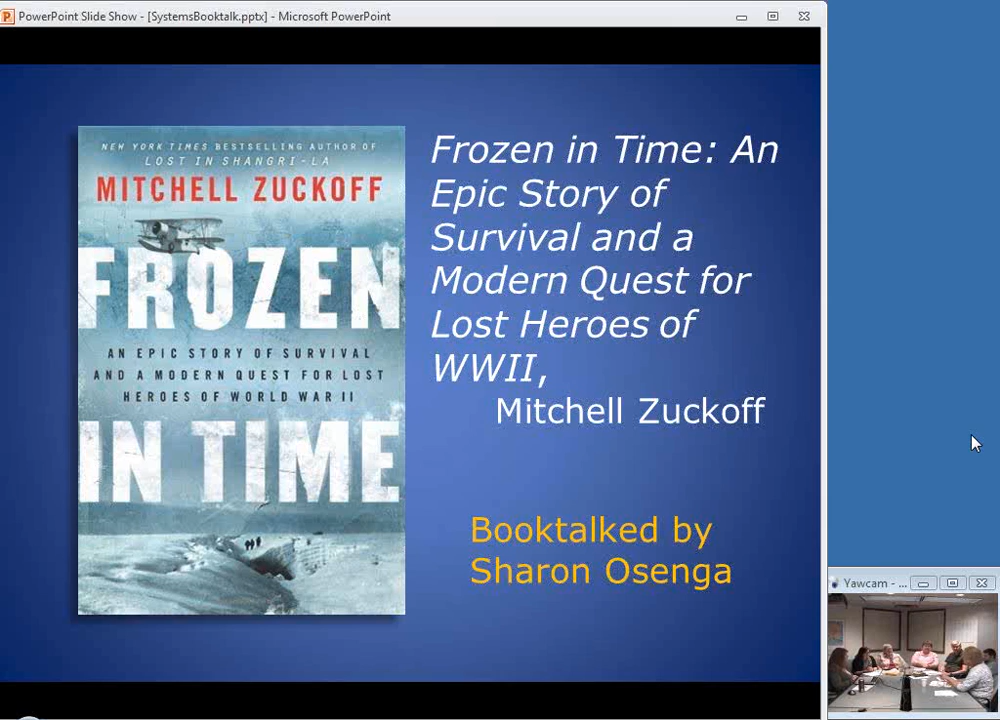 PowerPoint Slide Show - [SystemsBooktalk.pptx] - Microsoft PowerPoint
NEW YORK TIMES BESTSELLING AUTHOR OF
LOST IN SHANGRI-LA
MITCHELL ZUCKOFF
FROZEN
AN EPIC STORY OF SURVIVAL
AND A MODERN QUEST FOR LOST
HEROES OF WORLD WAR II
IN TIME
Frozen in Time: An
Epic Story of
Survival and a
Modern Quest for
Lost Heroes of
WWII,
Mitchell Zuckoff
Booktalked by
Sharon Osenga
Yawcam - ...